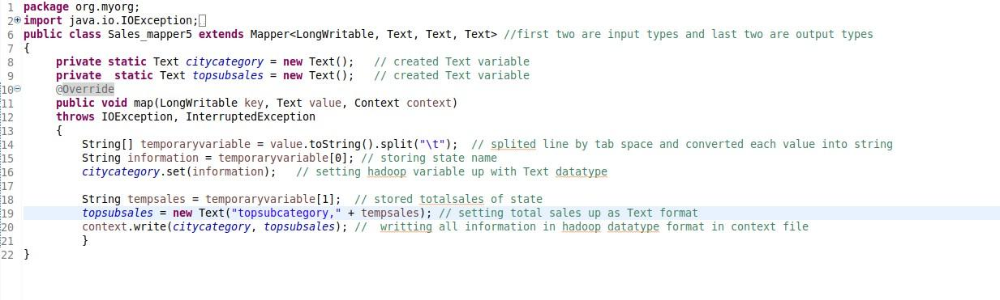 1 package org.myorg;
2 import java.io.IOException;
6 public class Sales_mapper5 extends Mapper<LongWritable, Text, Text, Text> //first two are input types and last two are output types
7 {
8 private static Text citycategory = new Text();   // created Text variable
9 private  static Text topsubsales = new Text();   // created Text variable
10 @Override
11 public void map(LongWritable key, Text value, Context context)
12 throws IOException, InterruptedException
13 {
14 String[] temporaryvariable = value.toString().split("\t");  // splited line by tab space and converted each value into string
15 String information = temporaryvariable[0]; // storing state name
16 citycategory.set(information);   // setting hadoop variable up with Text datatype
17
18 String tempsales = temporaryvariable[1];  // stored totalsales of state
19 topsubsales = new Text("topsubcategory," + tempsales); // setting total sales up as Text format
20 context.write(citycategory, topsubsales); //  writting all information in hadoop datatype format in context file
21 }
22 }